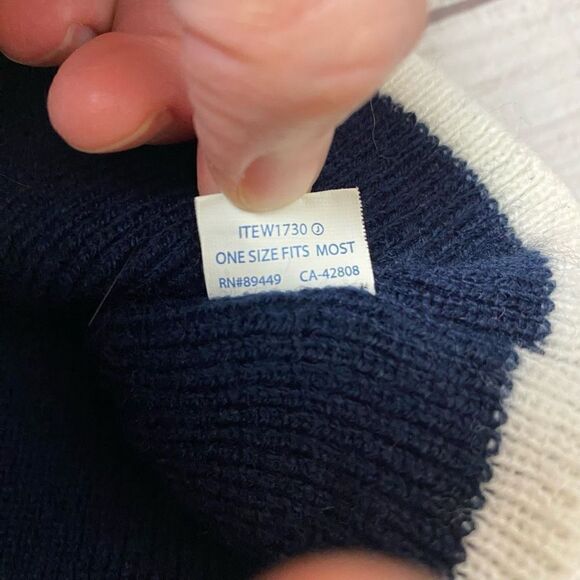 ITEW1730 Ⓙ
ONE SIZE FITS MOST
RN#89449 CA-42808